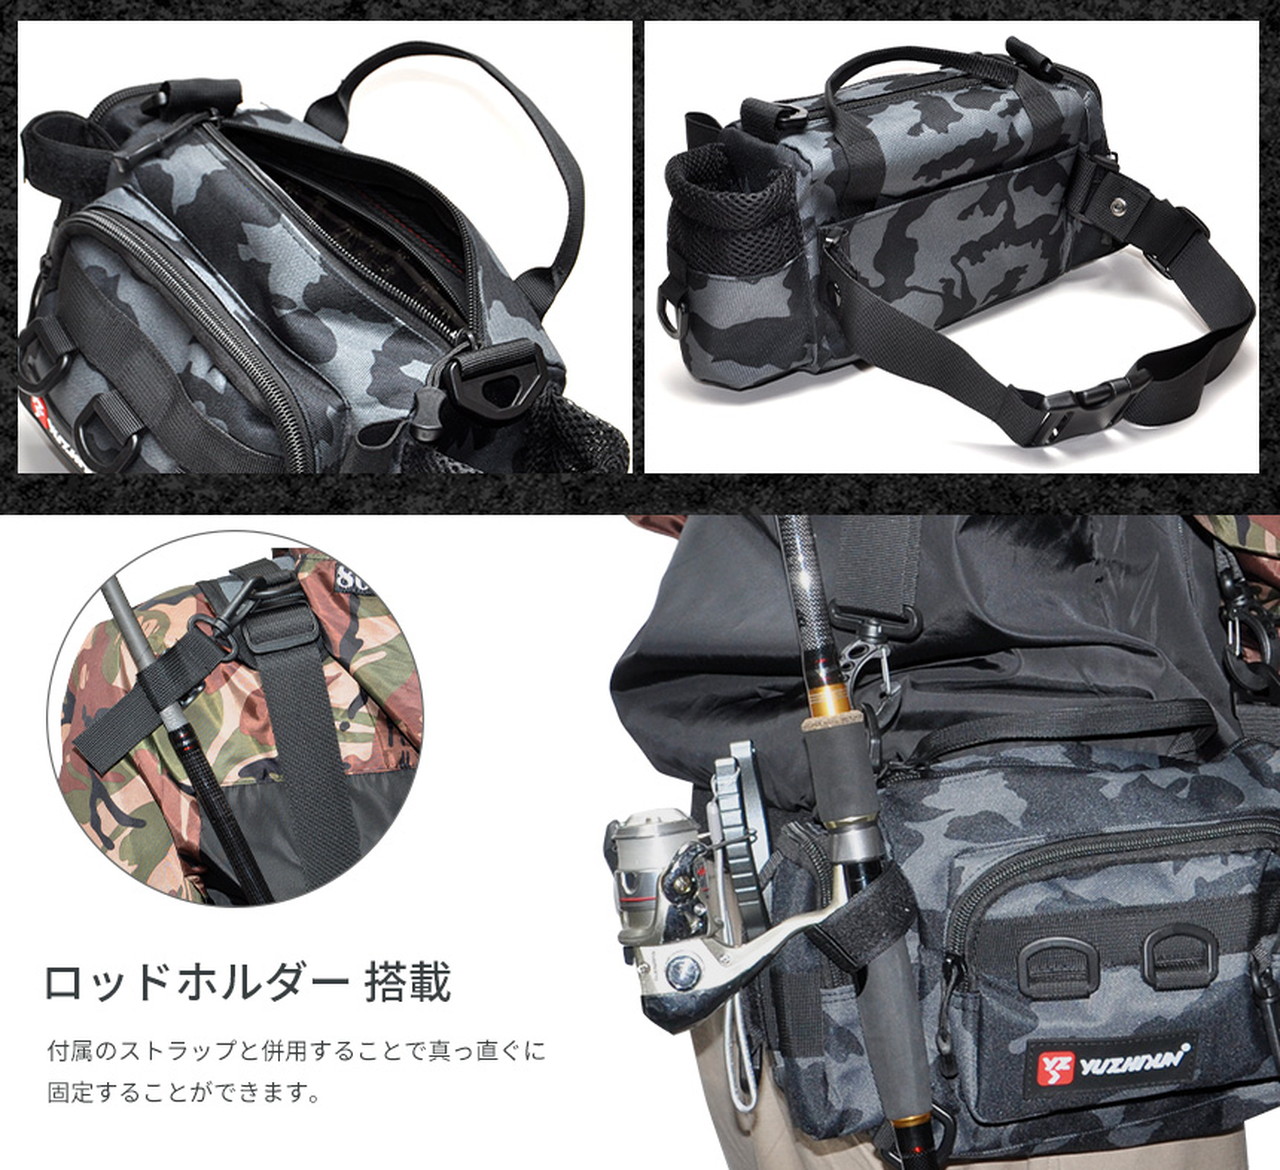 ロッドホルダー 搭載
付属のストラップと併用することで真っ直ぐに
固定することができます。
YUZHNUN